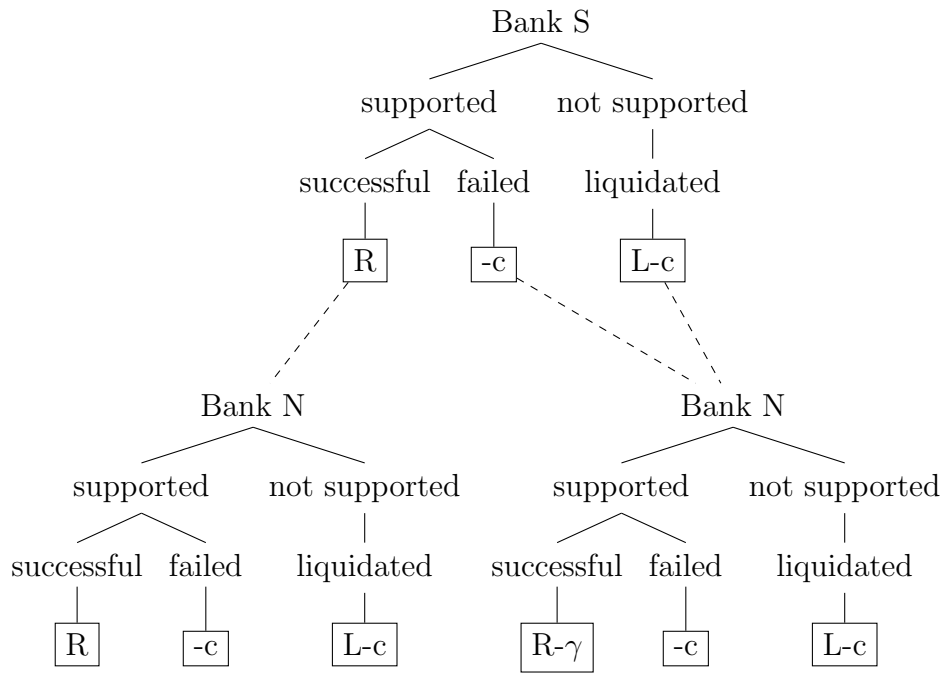 Bank S
supported not supported
successful failed liquidated
R -c L-c
Bank N Bank N
supported not supported supported not supported
successful failed liquidated successful failed liquidated
R -c L-c R-γ -c L-c